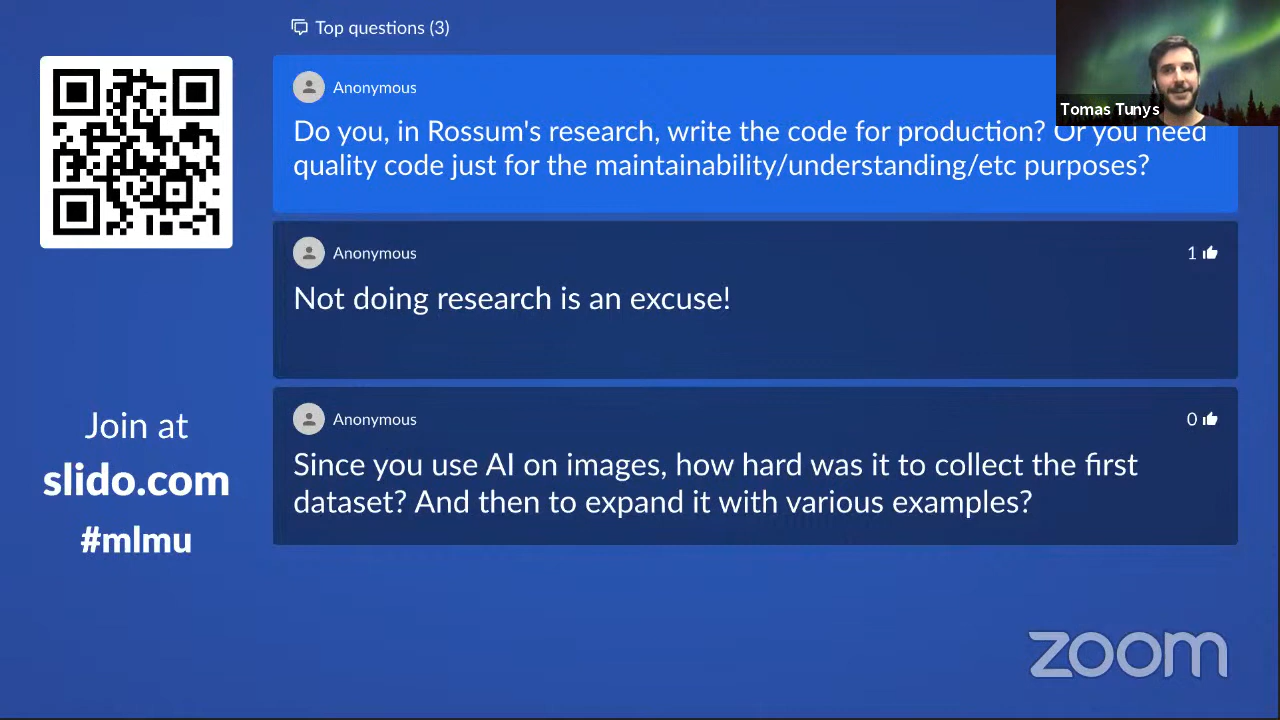 Top questions (3)
Anonymous
Do you, in Rossum's research, write the code for production? Or you need
quality code just for the maintainability/understanding/etc purposes?
Tomas Tunys
Anonymous
1
Not doing research is an excuse!
Anonymous
0
Since you use AI on images, how hard was it to collect the first
dataset? And then to expand it with various examples?
Join at
slido.com
#mlmu
zoom